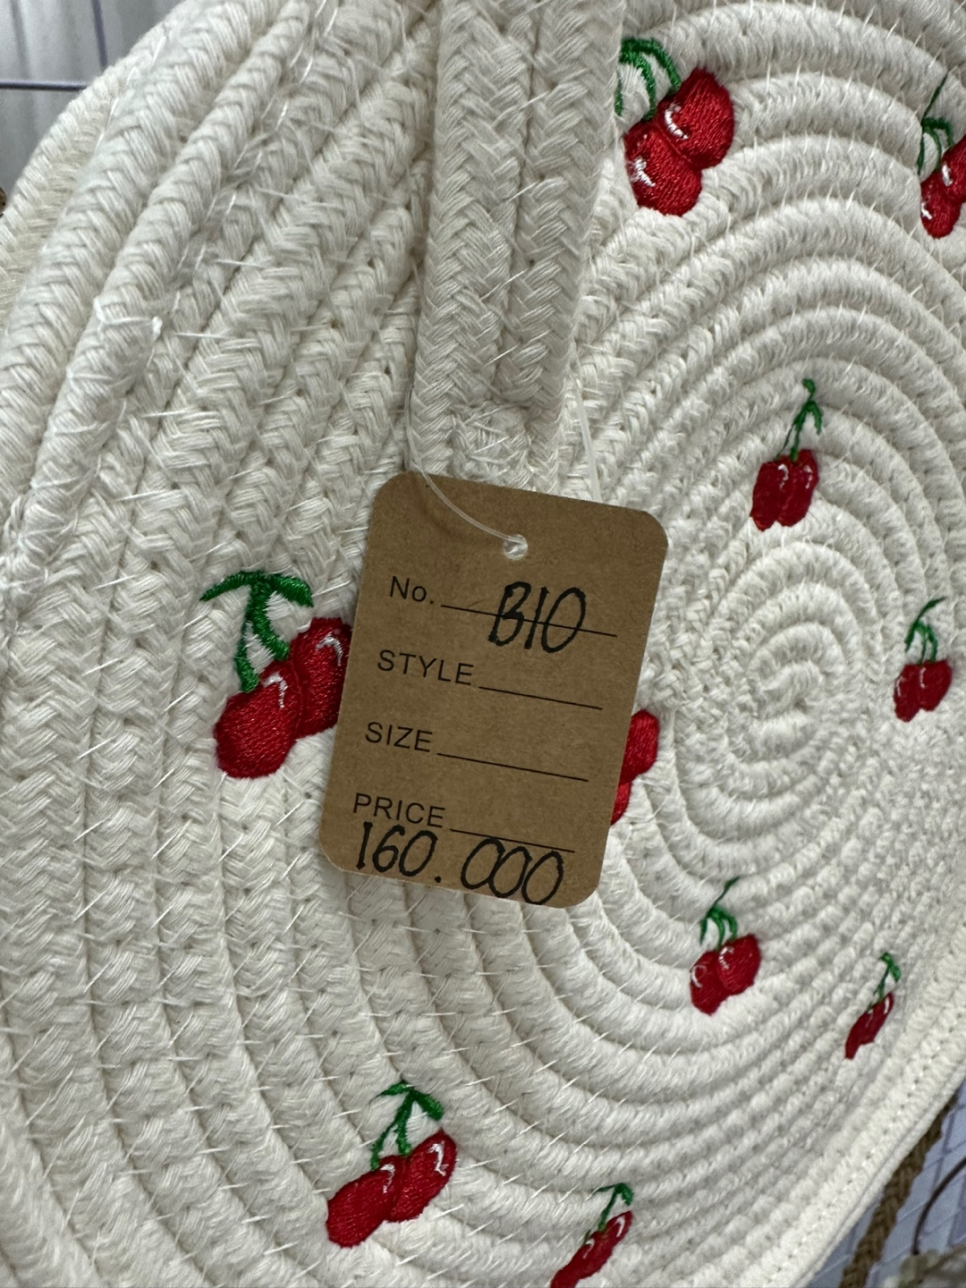 No. B10
STYLE
SIZE
PRICE
160.000